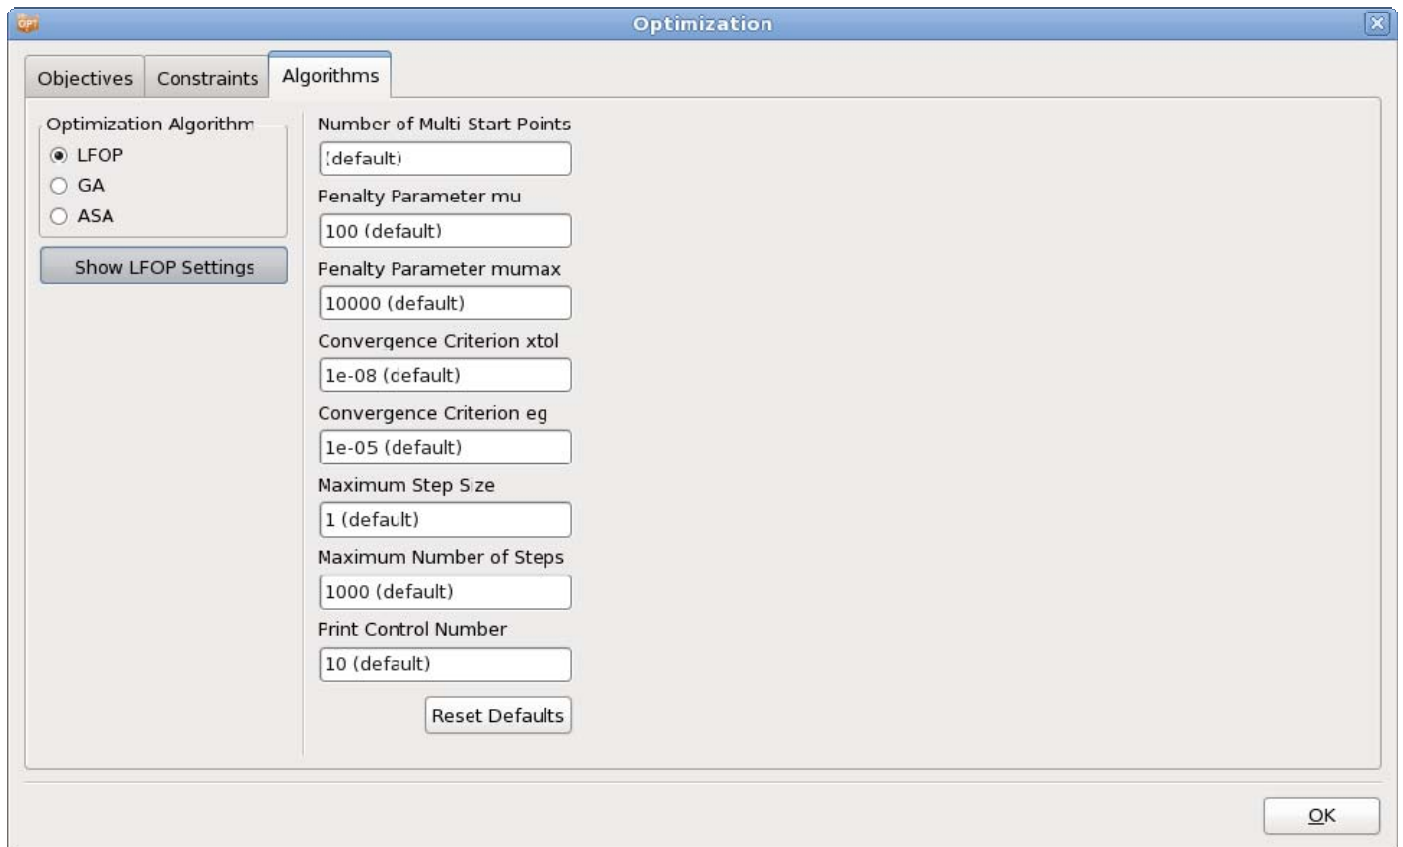 OPT
Optimization
Objectives
Constraints
Algorithms
Optimization Algorithm
LFOP
GA
ASA
Show LFOP Settings
Number of Multi Start Points
(default)
Penalty Parameter mu
100 (default)
Penalty Parameter mumax
10000 (default)
Convergence Criterion xtol
1e-08 (default)
Convergence Criterion eg
1e-05 (default)
Maximum Step Size
1 (default)
Maximum Number of Steps
1000 (default)
Print Control Number
10 (default)
Reset Defaults
OK